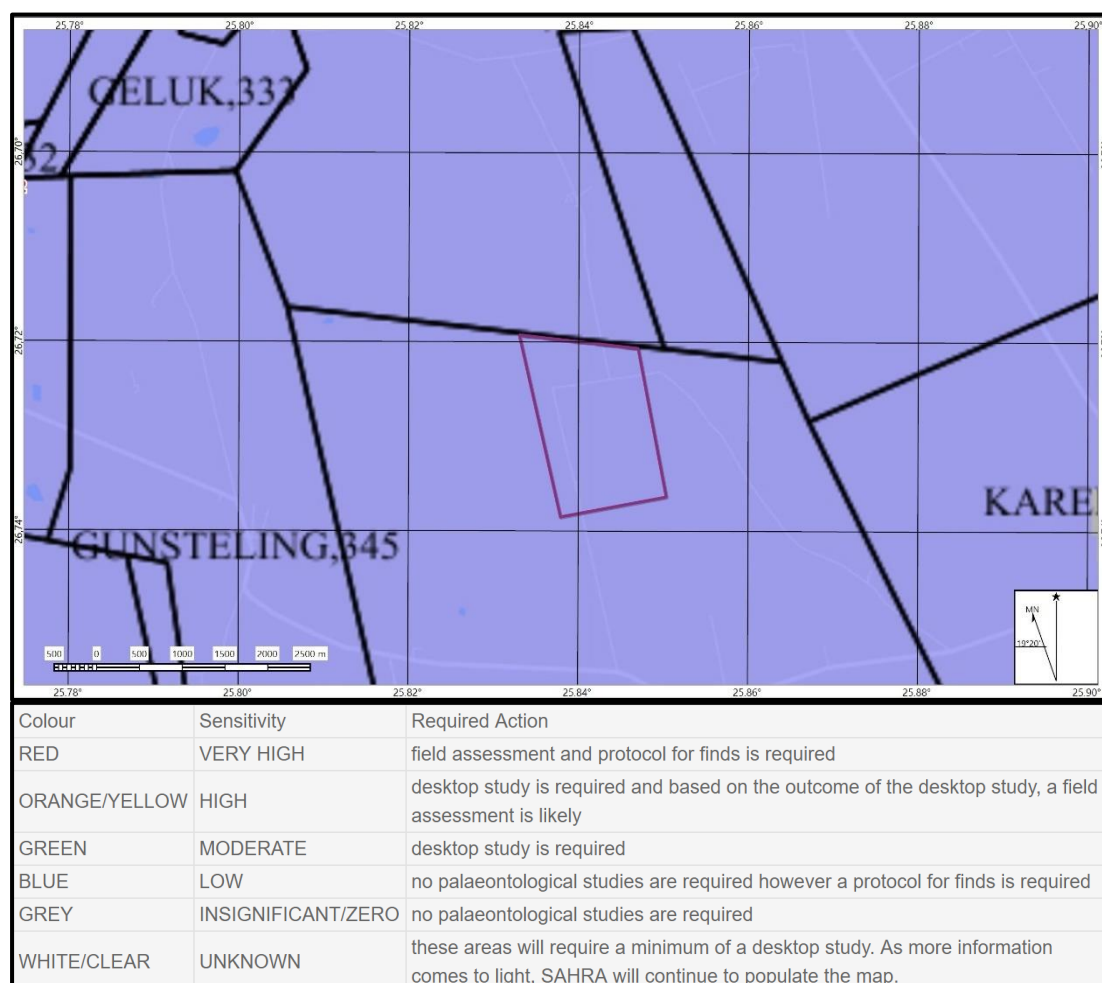 25.78° 25.80° 25.82° 25.84° 25.86° 25.88° 25.90°
GELUK,333
26.70°
26.72°
26.74°
KARE
GUNSTELING,345
MN
19°20'
500 0 500 1000 1500 2000 2500 m
25.78° 25.80° 25.82° 25.84° 25.86° 25.88° 25.90°
Colour Sensitivity Required Action
RED VERY HIGH field assessment and protocol for finds is required
ORANGE/YELLOW HIGH desktop study is required and based on the outcome of the desktop study, a field
assessment is likely
GREEN MODERATE desktop study is required
BLUE LOW no palaeontological studies are required however a protocol for finds is required
GREY INSIGNIFICANT/ZERO no palaeontological studies are required
WHITE/CLEAR UNKNOWN these areas will require a minimum of a desktop study. As more information
comes to light, SAHRA will continue to populate the map.